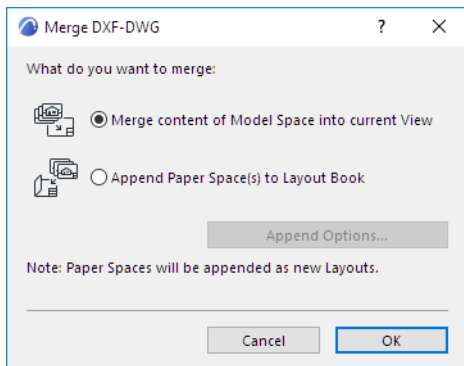 Merge DXF-DWG
What do you want to merge:
Merge content of Model Space into current View
Append Paper Space(s) to Layout Book
Append Options...
Note: Paper Spaces will be appended as new Layouts.
Cancel OK